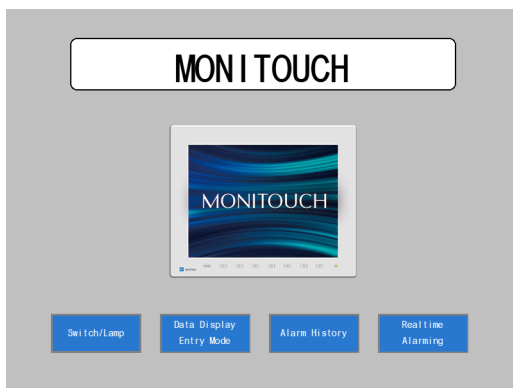 MONITOUCH
MONITOUCH
Switch/Lamp
Data Display
Entry Mode
Alarm History
Realtime
Alarming